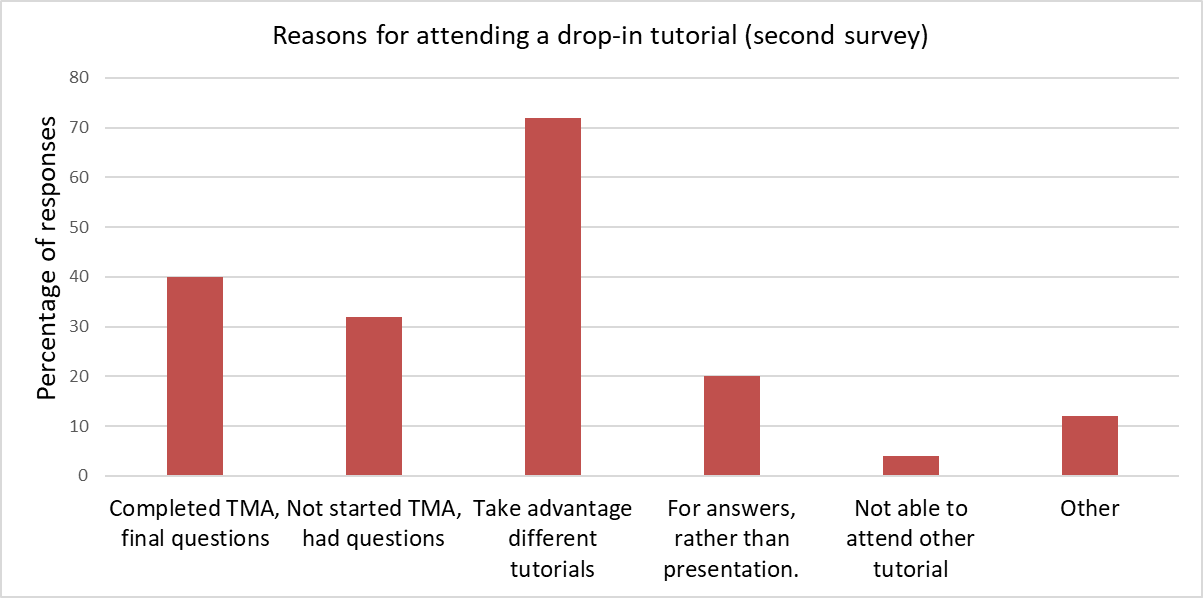 Reasons for attending a drop-in tutorial (second survey)
Percentage of responses
80
70
60
50
40
30
20
10
0
Completed TMA,
final questions
Not started TMA,
had questions
Take advantage
different
tutorials
For answers,
rather than
presentation.
Not able to
attend other
tutorial
Other